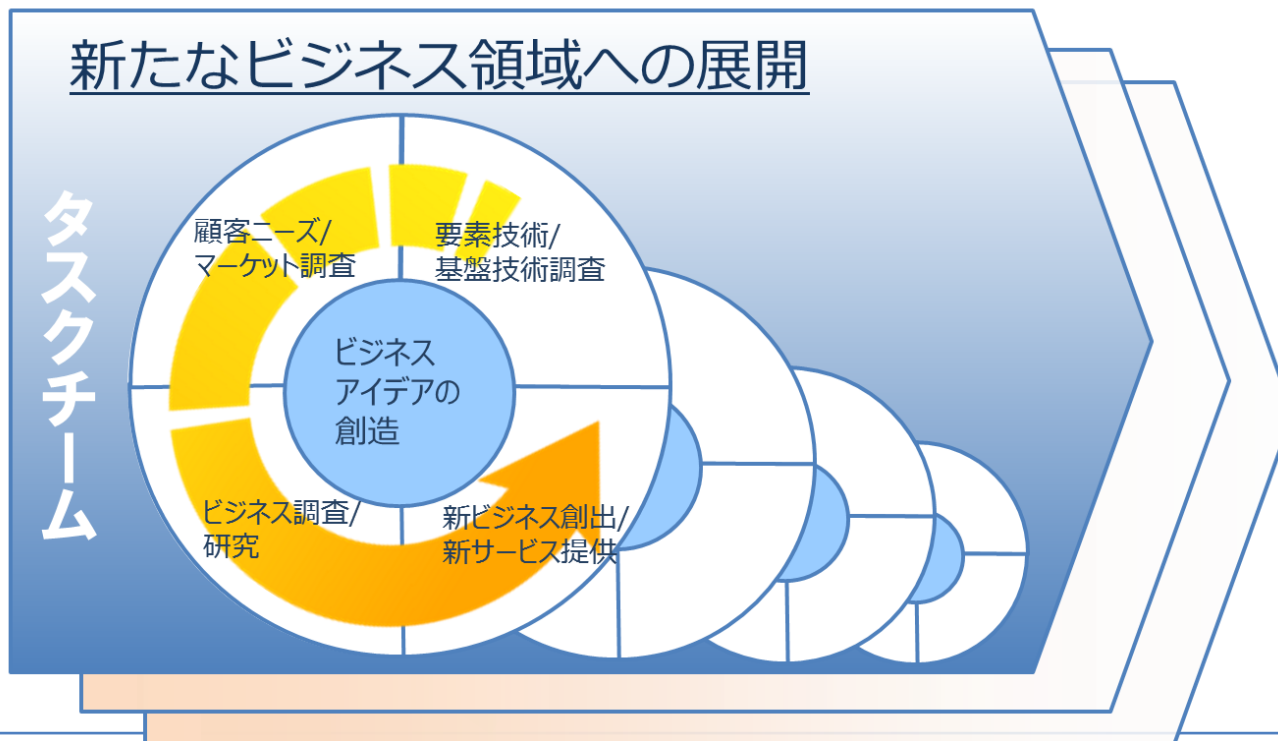 新たなビジネス領域への展開
タスクチーム
顧客ニーズ/
マーケット調査
要素技術/
基盤技術調査
ビジネス
アイデアの
創造
ビジネス調査/
研究
新ビジネス創出/
新サービス提供